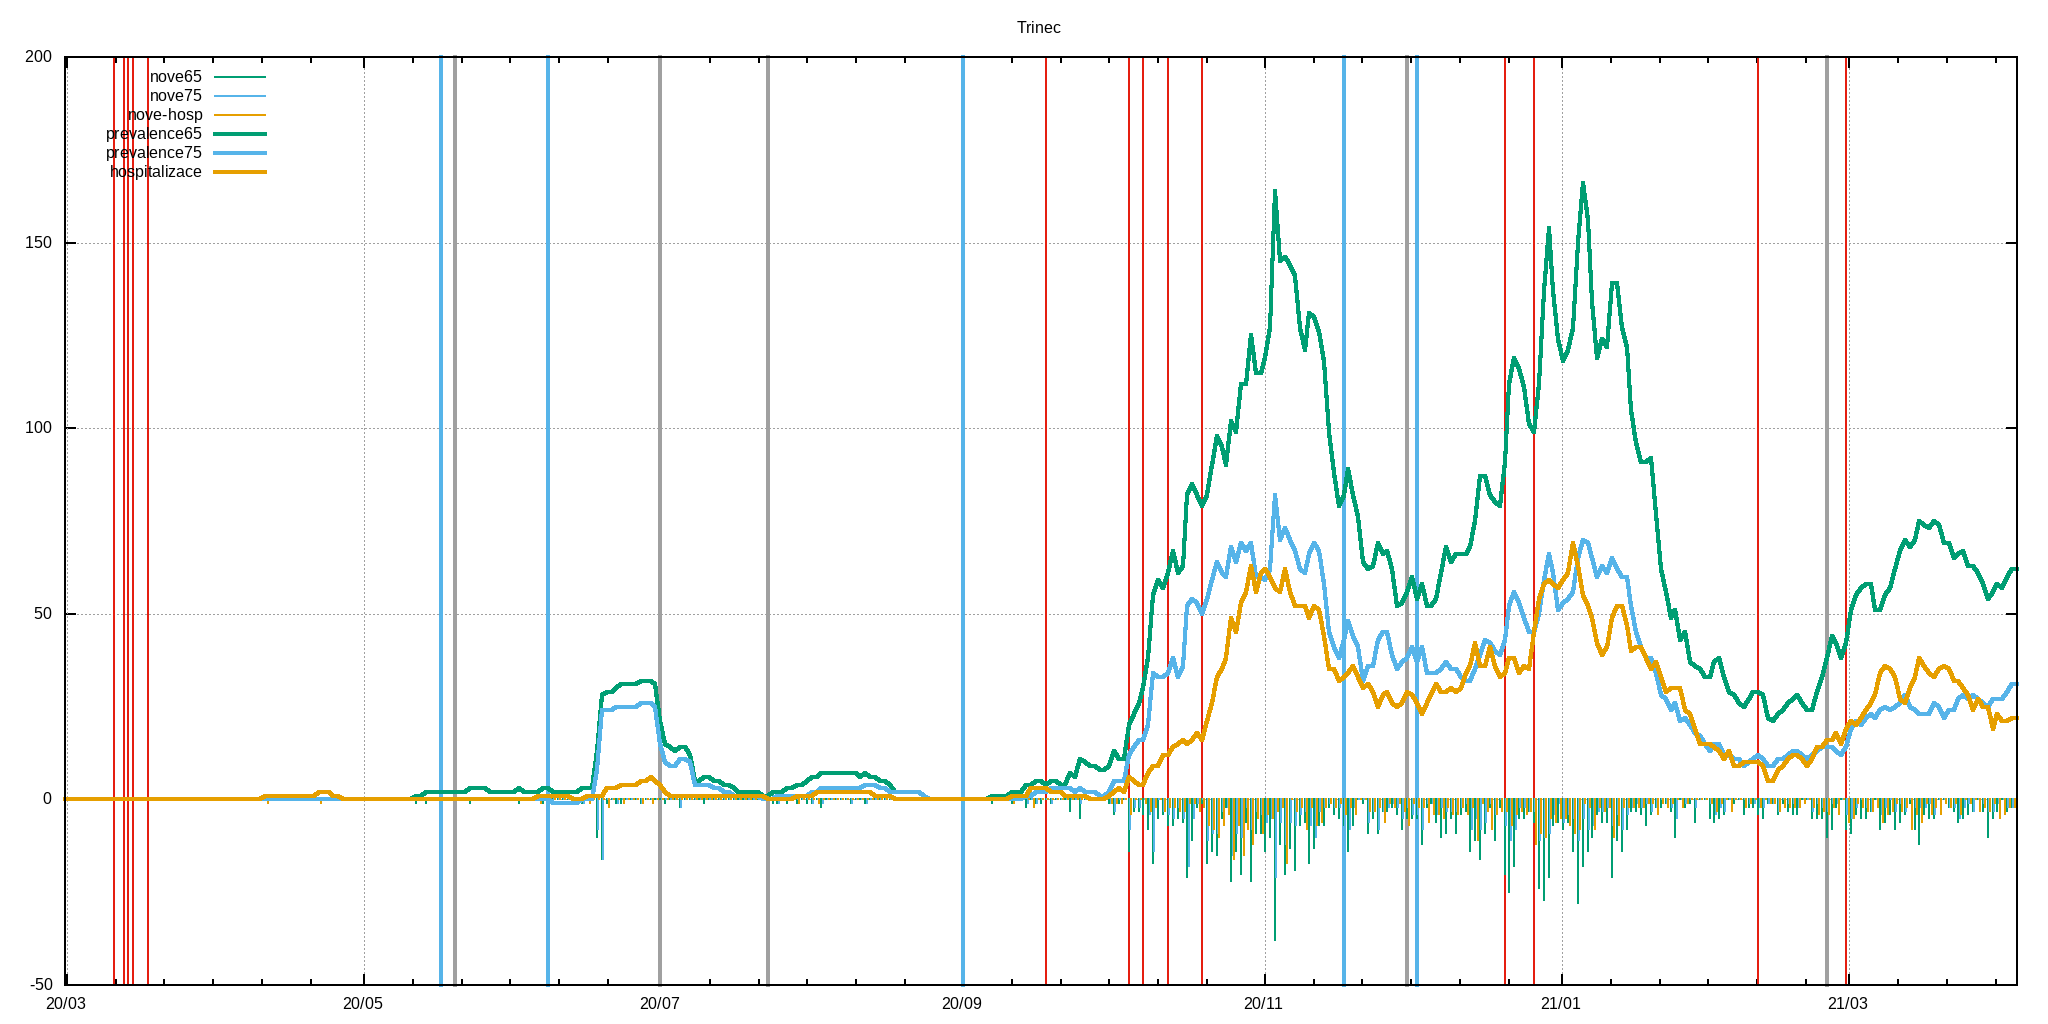 Trinec
200
nove65
nove75
nove-hosp
prevalence65
prevalence75
hospitalizace
150
100
50
0
-50
20/03 20/05 20/07 20/09 20/11 21/01 21/03